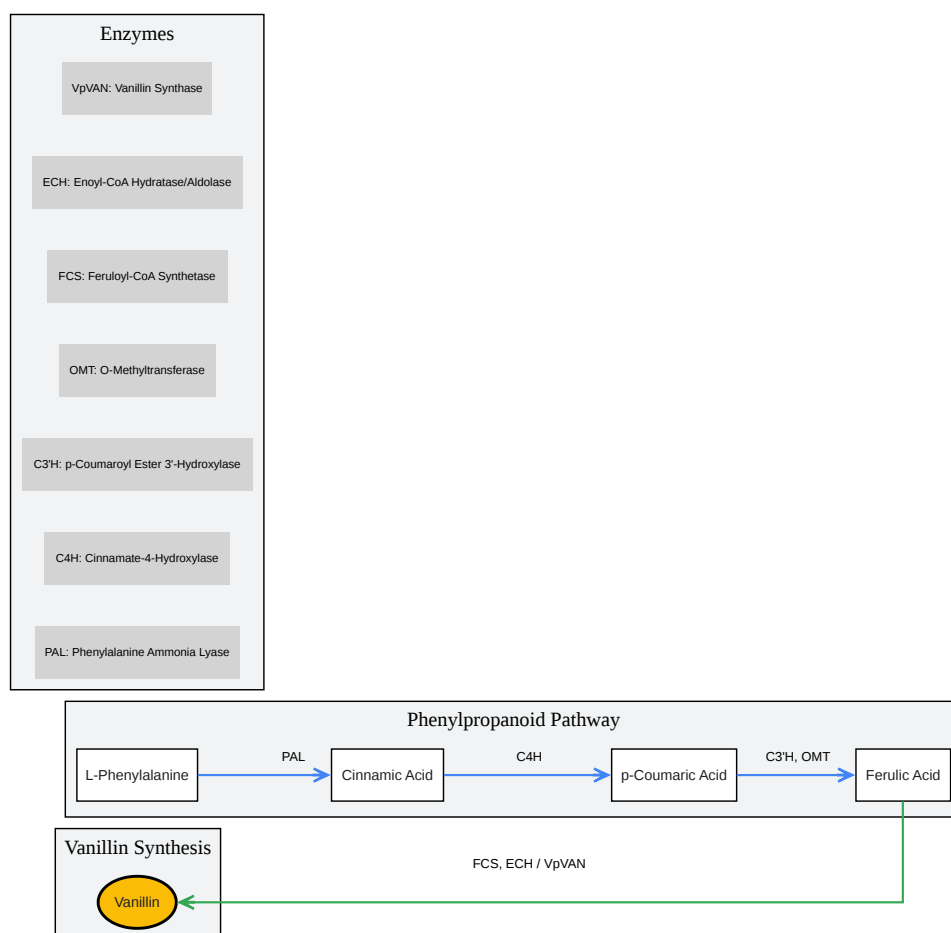 Enzymes
VpVAN: Vanillin Synthase
ECH: Enoyl-CoA Hydratase/Aldolase
FCS: Feruloyl-CoA Synthetase
OMT: O-Methyltransferase
C3'H: p-Coumaroyl Ester 3'-Hydroxylase
C4H: Cinnamate-4-Hydroxylase
PAL: Phenylalanine Ammonia Lyase
Phenylpropanoid Pathway
L-Phenylalanine
PAL
Cinnamic Acid
C4H
p-Coumaric Acid
C3'H, OMT
Ferulic Acid
Vanillin Synthesis
FCS, ECH / VpVAN
Vanillin